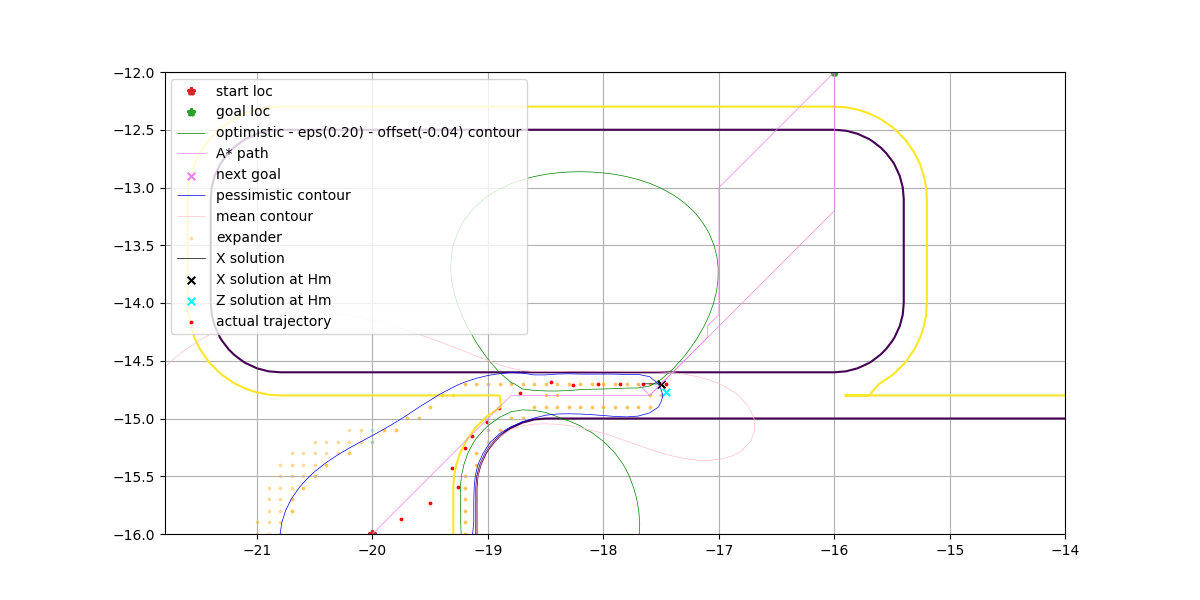 −12.0
−12.5
−13.0
−13.5
−14.0
−14.5
−15.0
−15.5
−16.0
start loc
goal loc
optimistic - eps(0.20) - offset(-0.04) contour
A* path
next goal
pessimistic contour
mean contour
expander
X solution
X solution at Hm
Z solution at Hm
actual trajectory
−21 −20 −19 −18 −17 −16 −15 −14